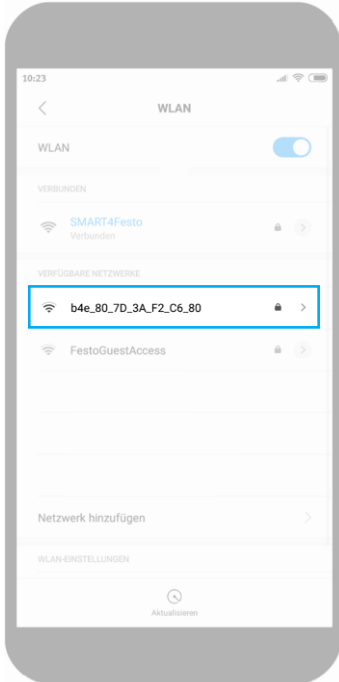 10:23
WLAN
WLAN
VERBUNDEN
SMART4Festo
Verbunden
VERFÜGBARE NETZWERKE
b4e_80_7D_3A_F2_C6_80
FestoGuestAccess
Netzwerk hinzufügen
WLAN-EINSTELLUNGEN
Aktualisieren